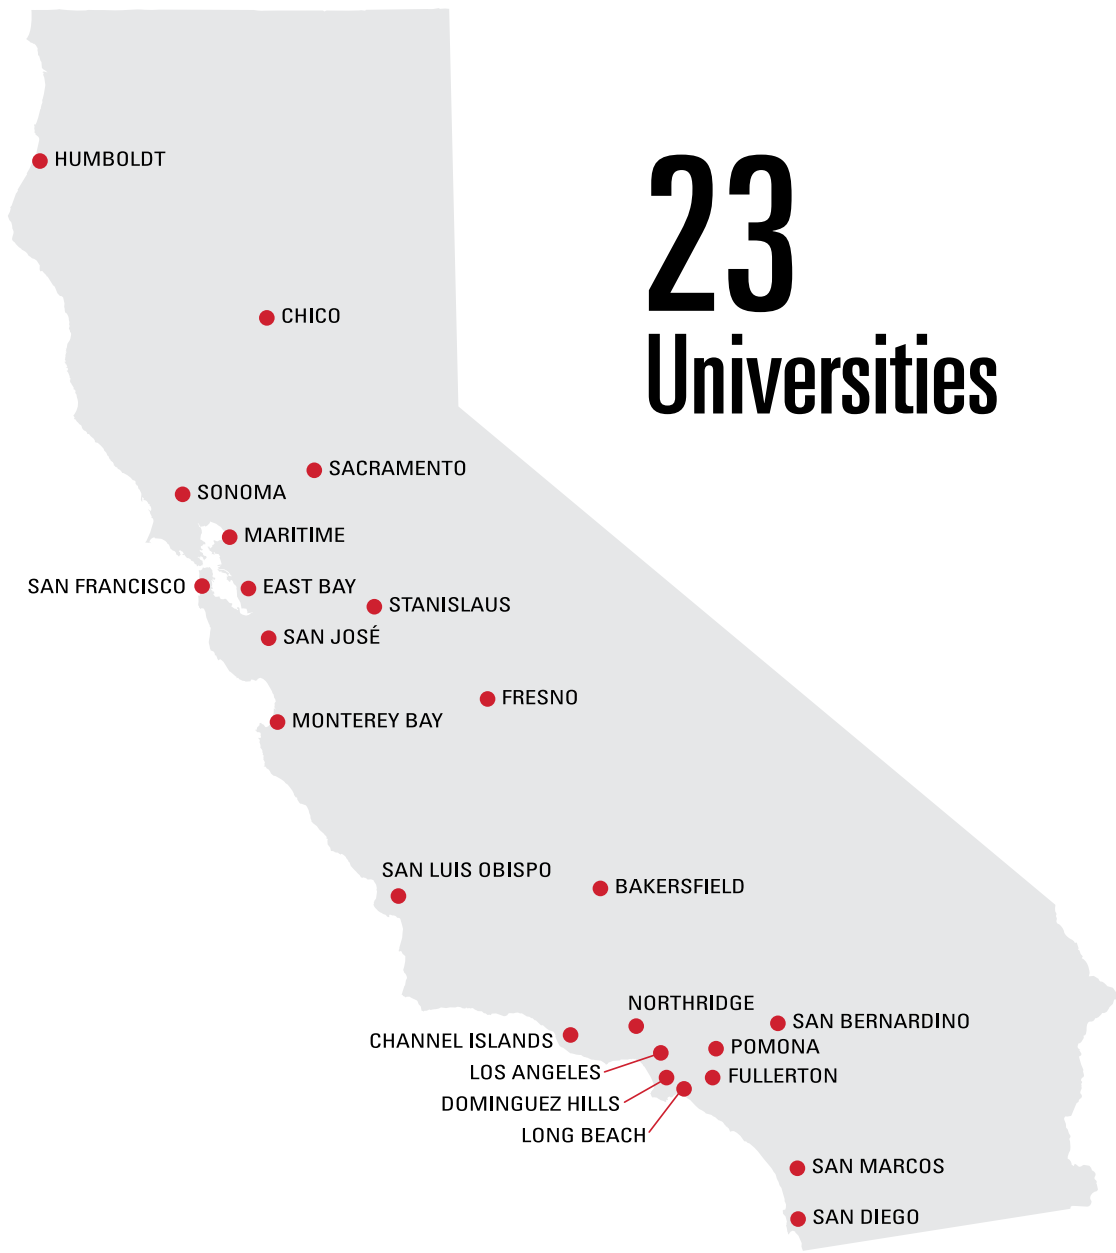 23
Universities
HUMBOLDT
CHICO
SACRAMENTO
SONOMA
MARITIME
SAN FRANCISCO
EAST BAY
STANISLAUS
SAN JOSÉ
FRESNO
MONTEREY BAY
SAN LUIS OBISPO
BAKERSFIELD
NORTHRIDGE
SAN BERNARDINO
CHANNEL ISLANDS
POMONA
LOS ANGELES
FULLERTON
DOMINGUEZ HILLS
LONG BEACH
SAN MARCOS
SAN DIEGO